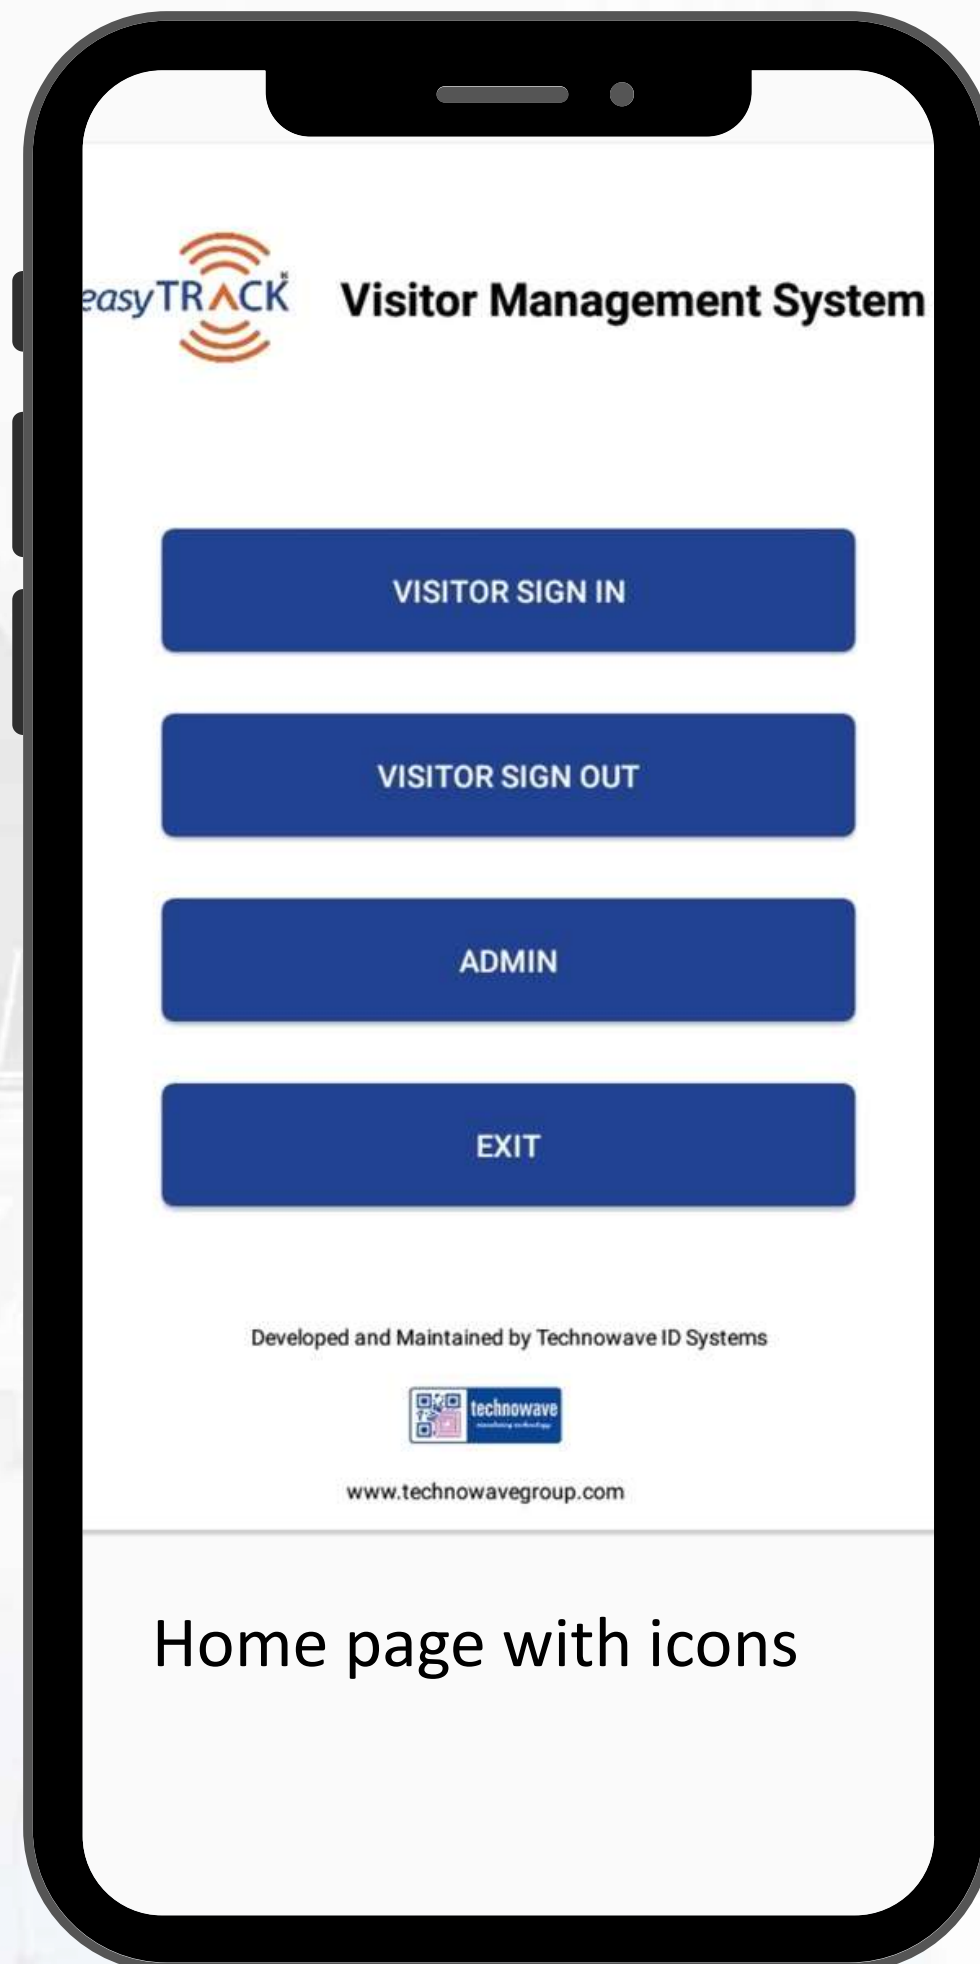 easyTRACK
Visitor Management System
VISITOR SIGN IN
VISITOR SIGN OUT
ADMIN
EXIT
Developed and Maintained by Technowave ID Systems
technowave
www.technowavegroup.com
Home page with icons